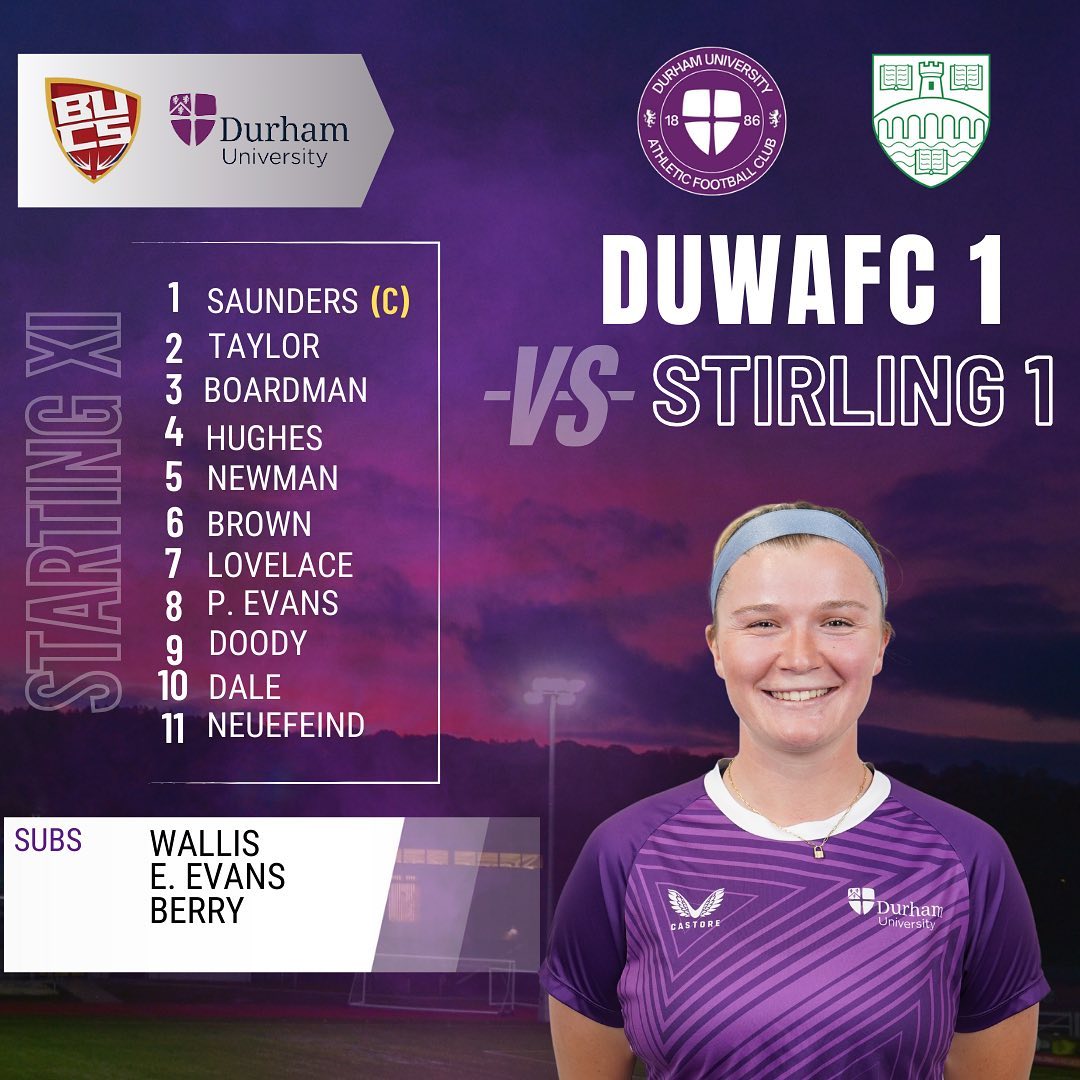 BUCS
Durham
University
DURHAM UNIVERSITY
18 86
ATHLETIC FOOTBALL CLUB
DUWAFC 1
-VS- STIRLING 1
STARTING XI
1 SAUNDERS (C)
2 TAYLOR
3 BOARDMAN
4 HUGHES
5 NEWMAN
6 BROWN
7 LOVELACE
8 P. EVANS
9 DOODY
10 DALE
11 NEUEFEIND
SUBS WALLIS
E. EVANS
BERRY
CASTORE
Durham
University